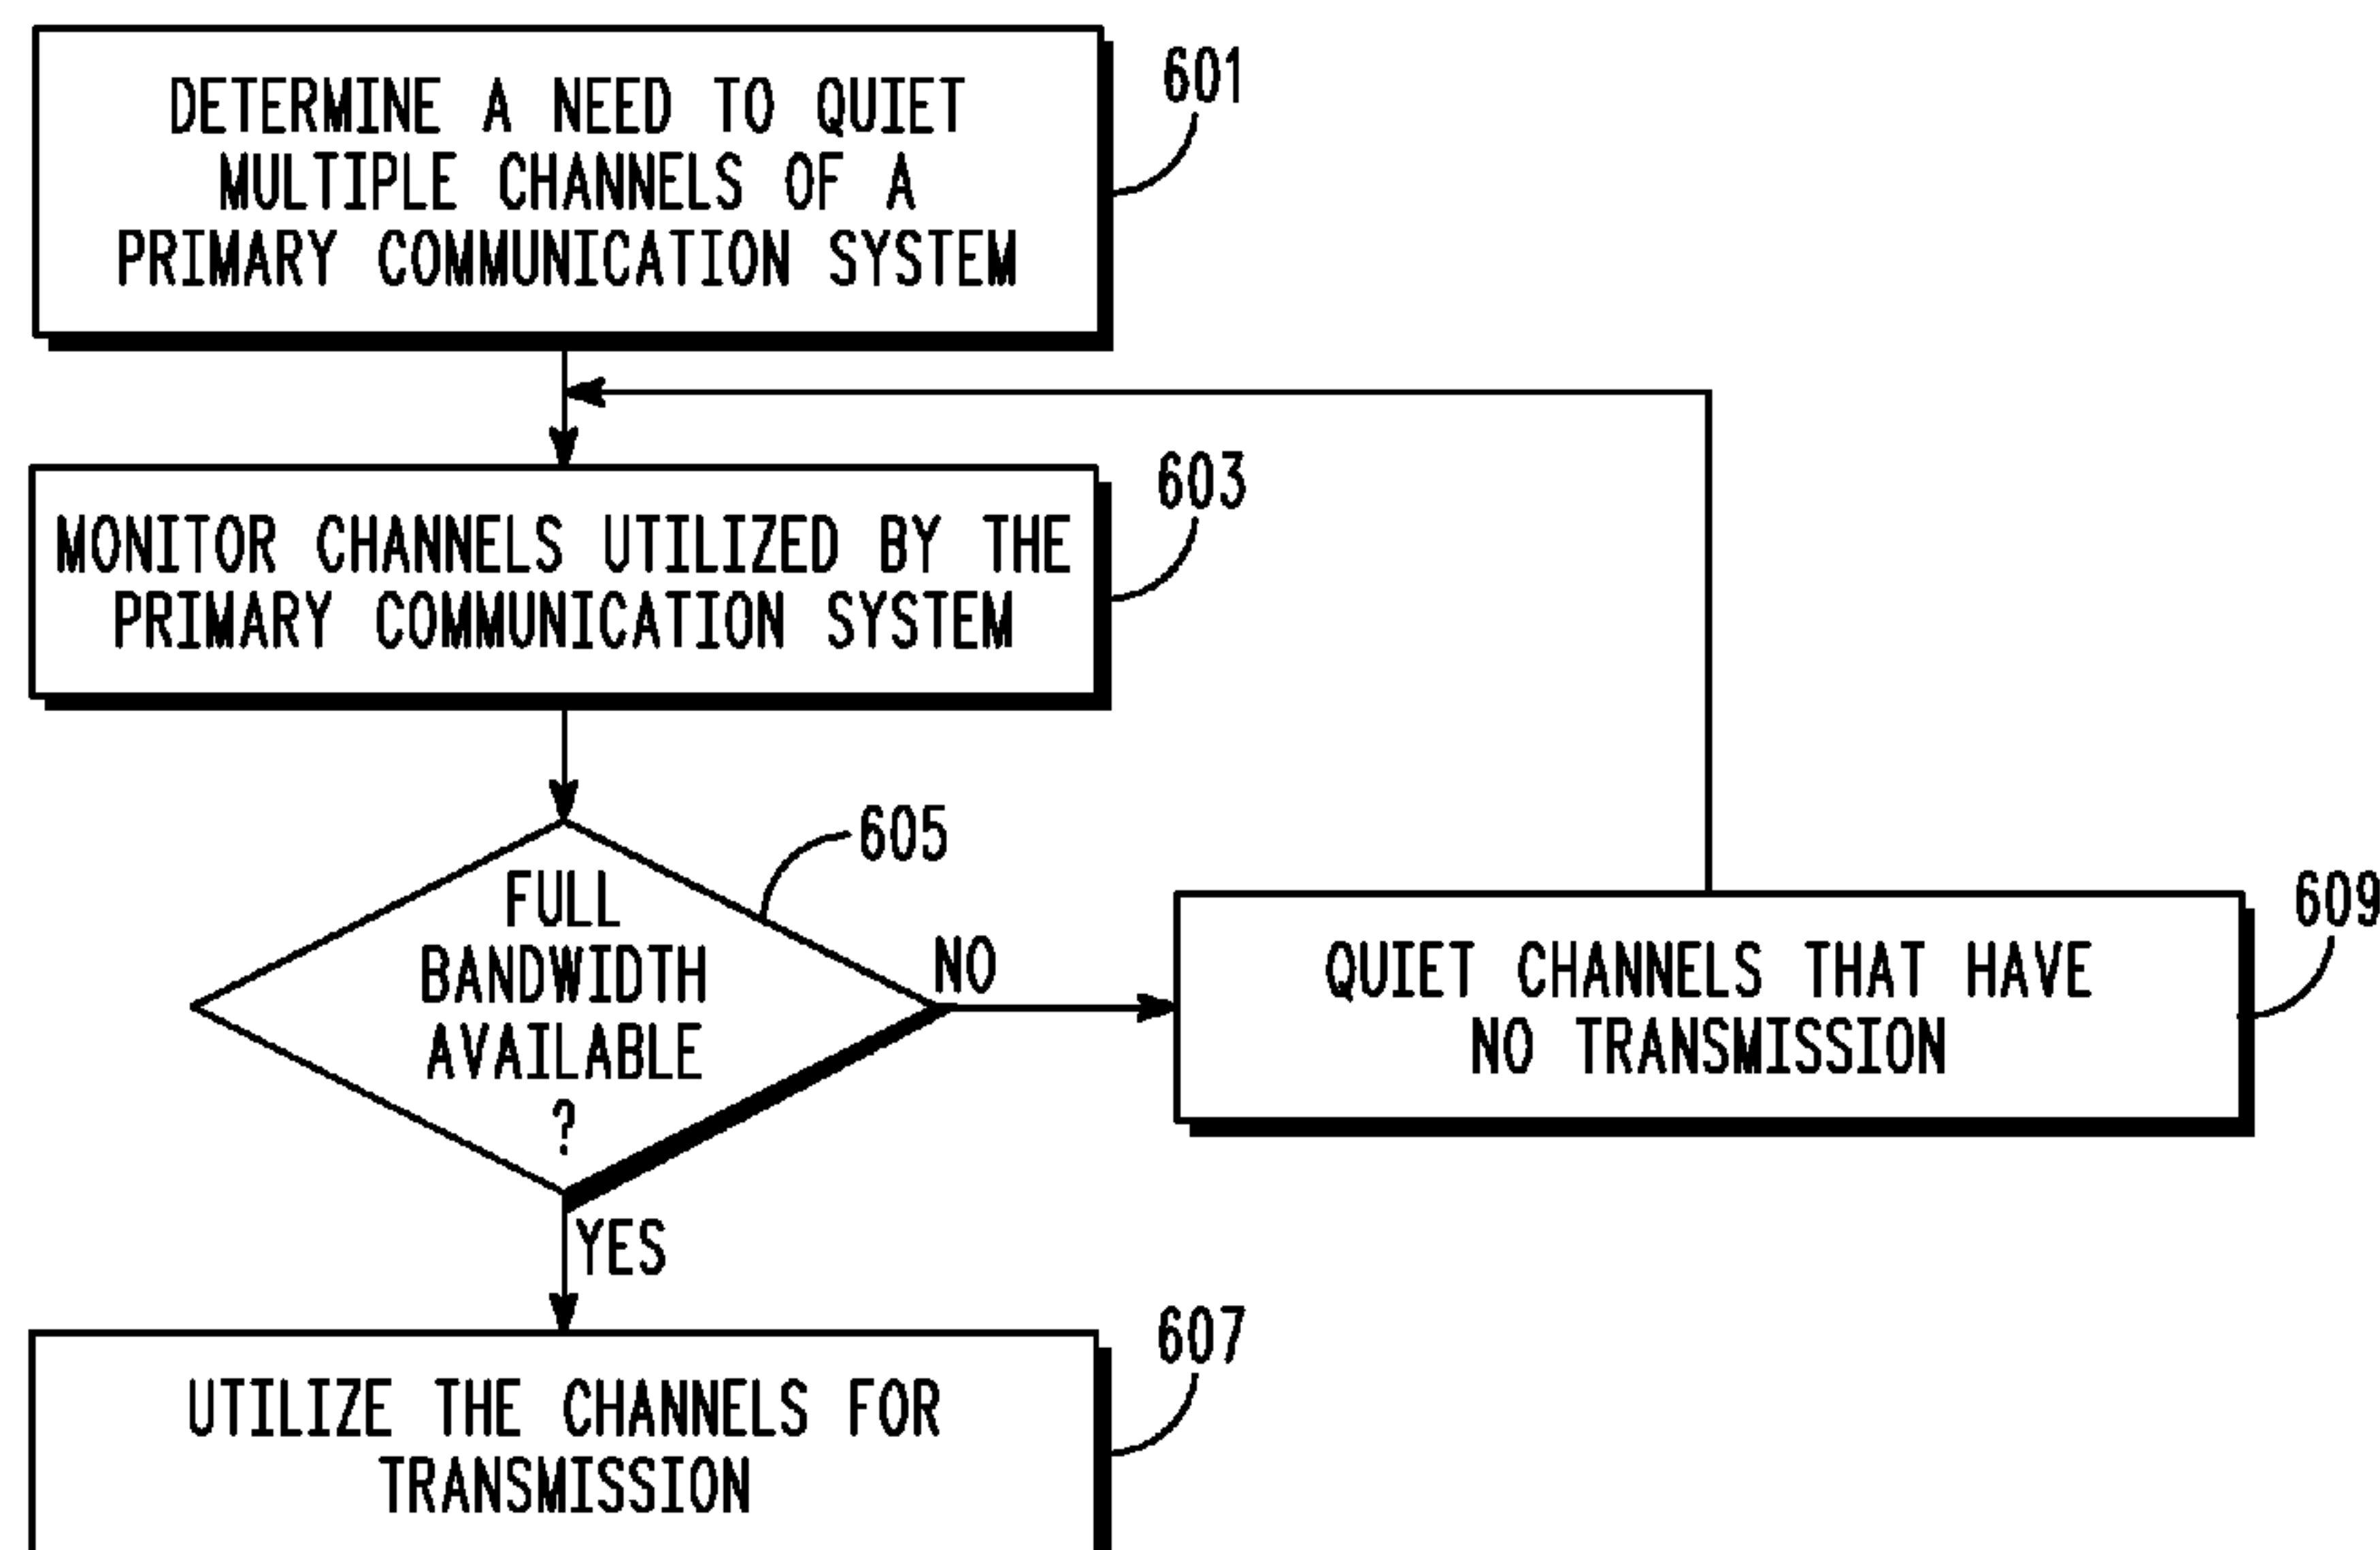 DETERMINE A NEED TO QUIET
MULTIPLE CHANNELS OF A
PRIMARY COMMUNICATION SYSTEM
601
MONITOR CHANNELS UTILIZED BY THE
PRIMARY COMMUNICATION SYSTEM
603
FULL
BANDWIDTH
AVAILABLE
?
605
NO
QUIET CHANNELS THAT HAVE
NO TRANSMISSION
609
YES
UTILIZE THE CHANNELS FOR
TRANSMISSION
607